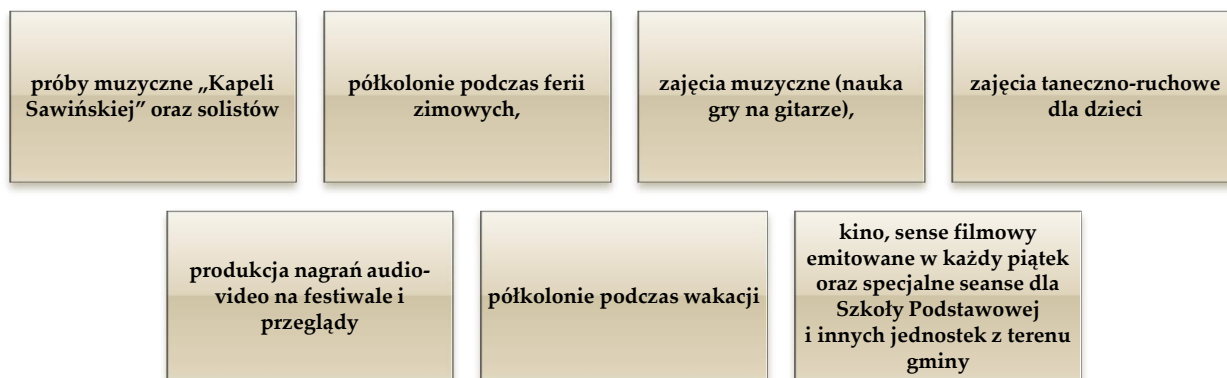 próby muzyczne „Kapeli
Sawińskiej” oraz solistów
półkolonie podczas ferii
zimowych,
zajęcia muzyczne (nauka
gry na gitarze),
zajęcia taneczno-ruchowe
dla dzieci
produkcja nagrań audio-
video na festiwale i
przeglądy
półkolonie podczas wakacji
kino, sense filmowy
emitowane w każdy piątek
oraz specjalne seanse dla
Szkoły Podstawowej
i innych jednostek z terenu
gminy